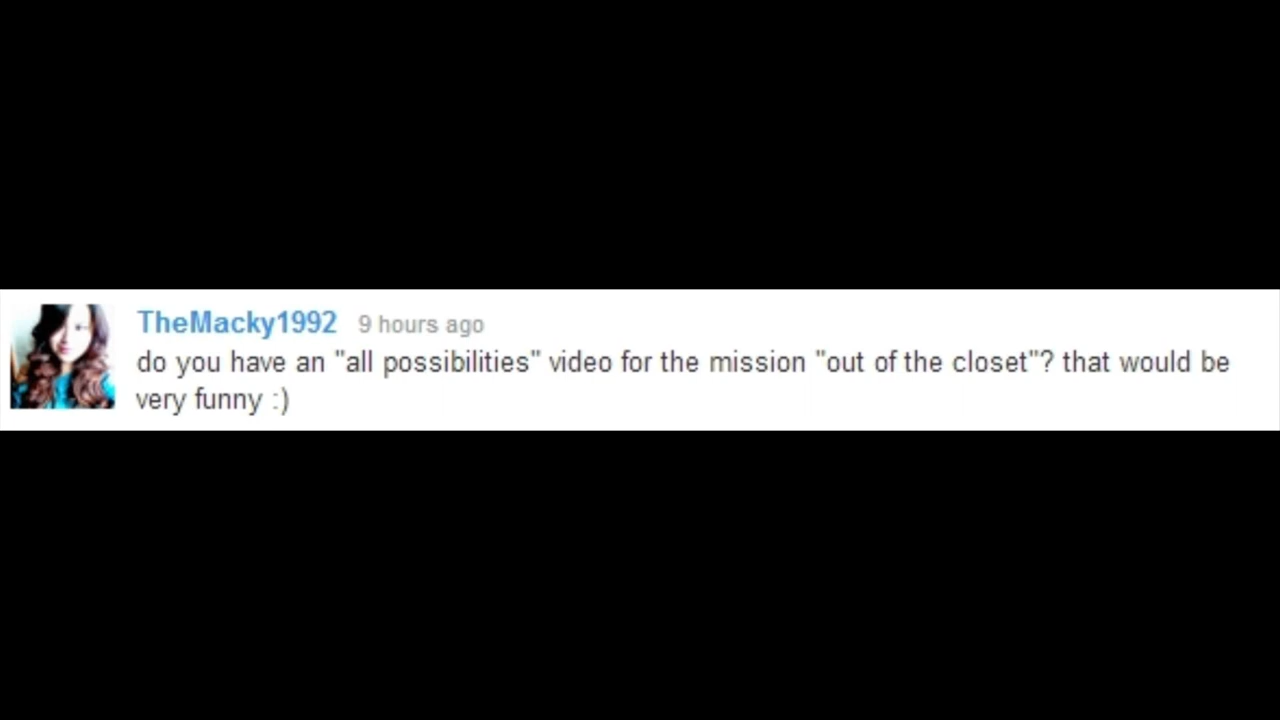 TheMacky1992 9 hours ago
do you have an "all possibilities" video for the mission "out of the closet"? that would be
very funny :)